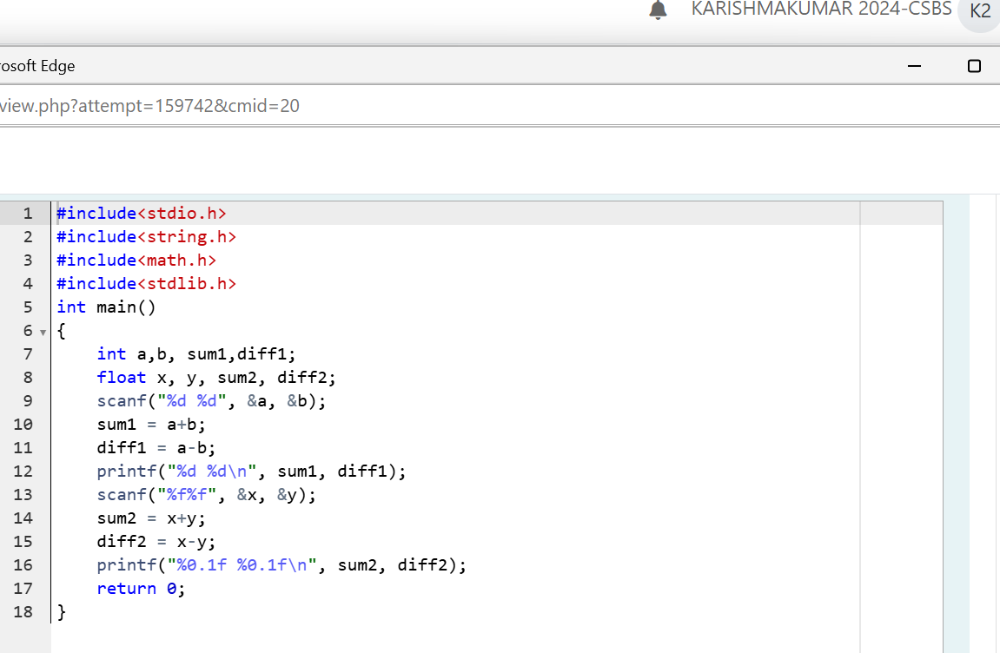 KARISHMAKUMAR 2024-CSBS K2
rosoft Edge
view.php?attempt=159742&cmid=20
1 #include<stdio.h>
2 #include<string.h>
3 #include<math.h>
4 #include<stdlib.h>
5 int main()
6 {
7     int a,b, sum1,diff1;
8     float x, y, sum2, diff2;
9     scanf("%d %d", &a, &b);
10     sum1 = a+b;
11     diff1 = a-b;
12     printf("%d %d\n", sum1, diff1);
13     scanf("%f%f", &x, &y);
14     sum2 = x+y;
15     diff2 = x-y;
16     printf("%0.1f %0.1f\n", sum2, diff2);
17     return 0;
18 }